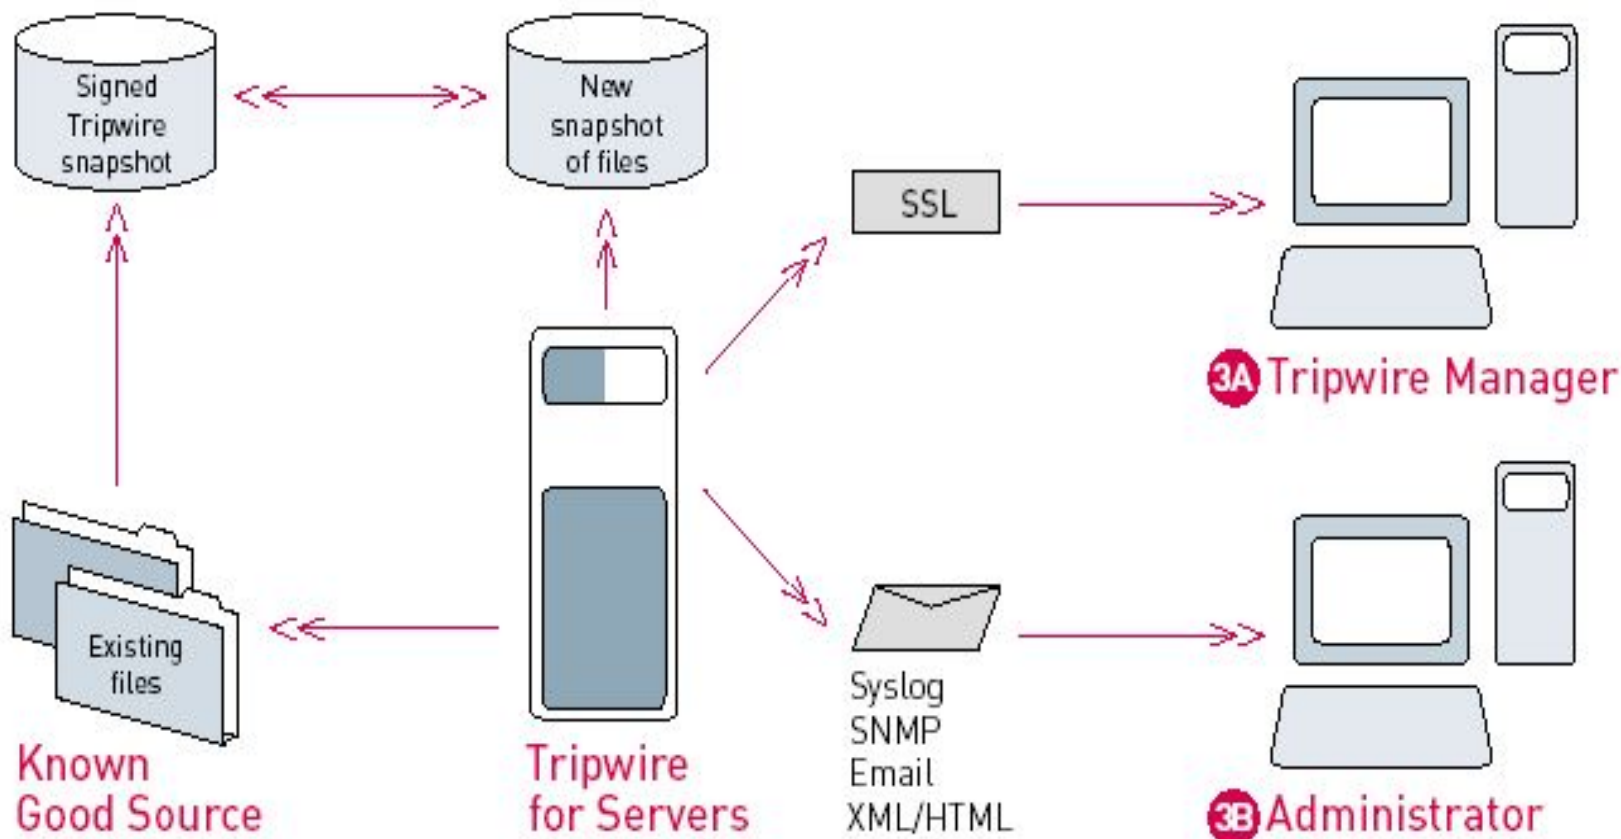 Signed
Tripwire
snapshot
New
snapshot
of files
SSL
3A Tripwire Manager
Existing
files
Known
Good Source
Tripwire
for Servers
Syslog
SNMP
Email
XML/HTML
3B Administrator